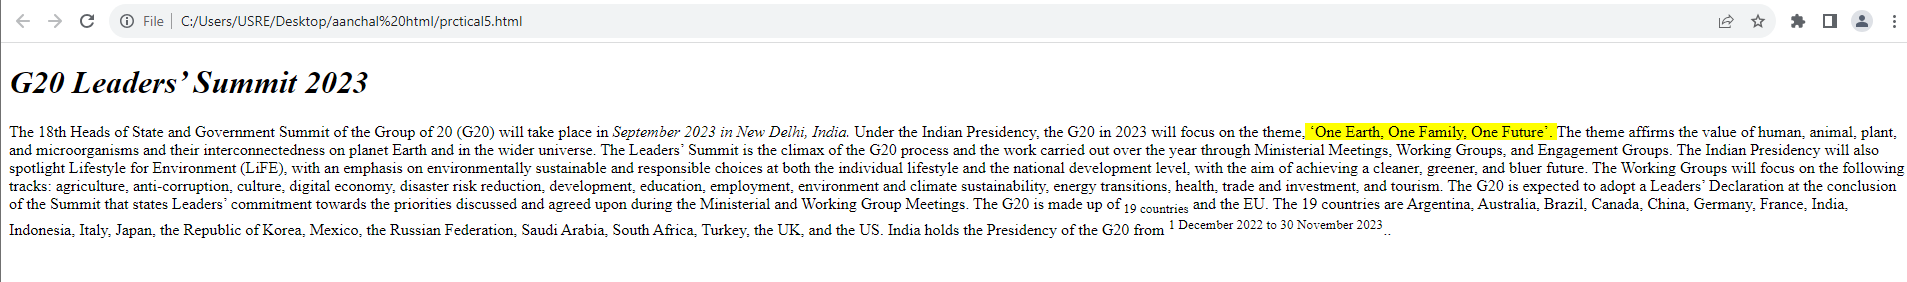 File C:/Users/USRE/Desktop/aanchal%20html/prctical5.html
G20 Leaders’ Summit 2023
The 18th Heads of State and Government Summit of the Group of 20 (G20) will take place in September 2023 in New Delhi, India. Under the Indian Presidency, the G20 in 2023 will focus on the theme, ‘One Earth, One Family, One Future’. The theme affirms the value of human, animal, plant,
and microorganisms and their interconnectedness on planet Earth and in the wider universe. The Leaders’ Summit is the climax of the G20 process and the work carried out over the year through Ministerial Meetings, Working Groups, and Engagement Groups. The Indian Presidency will also
spotlight Lifestyle for Environment (LiFE), with an emphasis on environmentally sustainable and responsible choices at both the individual lifestyle and the national development level, with the aim of achieving a cleaner, greener, and bluer future. The Working Groups will focus on the following
tracks: agriculture, anti-corruption, culture, digital economy, disaster risk reduction, development, education, employment, environment and climate sustainability, energy transitions, health, trade and investment, and tourism. The G20 is expected to adopt a Leaders’ Declaration at the conclusion
of the Summit that states Leaders’ commitment towards the priorities discussed and agreed upon during the Ministerial and Working Group Meetings. The G20 is made up of 19 countries and the EU. The 19 countries are Argentina, Australia, Brazil, Canada, China, Germany, France, India,
Indonesia, Italy, Japan, the Republic of Korea, Mexico, the Russian Federation, Saudi Arabia, South Africa, Turkey, the UK, and the US. India holds the Presidency of the G20 from 1 December 2022 to 30 November 2023..